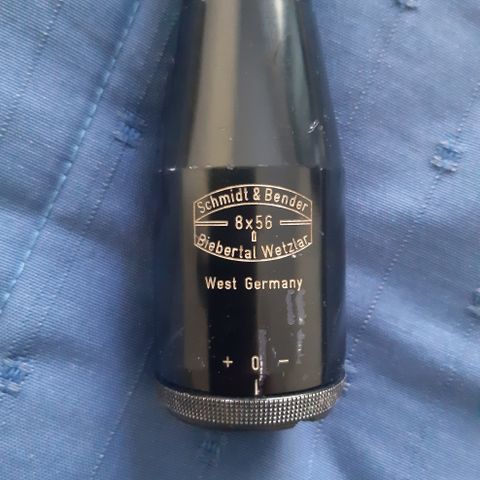 Schmidt & Bender
8x56
Biebertal Wetzlar
West Germany
+ 0 -